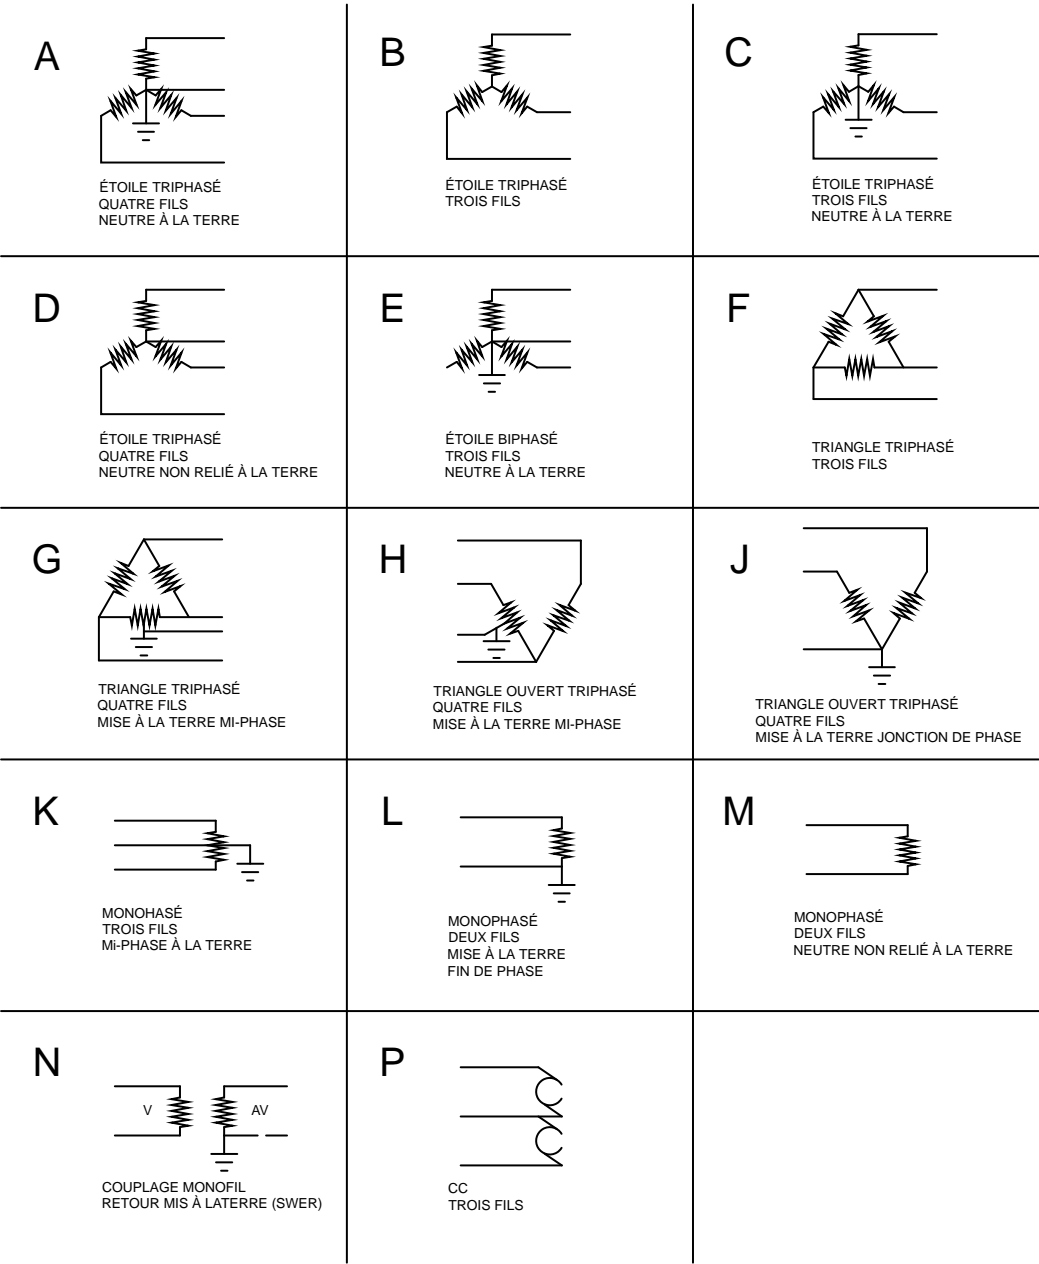 A
ÉTOILE TRIPHASÉ
QUATRE FILS
NEUTRE À LA TERRE
B
ÉTOILE TRIPHASÉ
TROIS FILS
C
ÉTOILE TRIPHASÉ
TROIS FILS
NEUTRE À LA TERRE
D
ÉTOILE TRIPHASÉ
QUATRE FILS
NEUTRE NON RELIÉ À LA TERRE
E
ÉTOILE BIPHASÉ
TROIS FILS
NEUTRE À LA TERRE
F
TRIANGLE TRIPHASÉ
TROIS FILS
G
TRIANGLE TRIPHASÉ
QUATRE FILS
MISE À LA TERRE MI-PHASE
H
TRIANGLE OUVERT TRIPHASÉ
QUATRE FILS
MISE À LA TERRE MI-PHASE
J
TRIANGLE OUVERT TRIPHASÉ
QUATRE FILS
MISE À LA TERRE JONCTION DE PHASE
K
MONOHASÉ
TROIS FILS
Mi-PHASE À LA TERRE
L
MONOPHASÉ
DEUX FILS
MISE À LA TERRE
FIN DE PHASE
M
MONOPHASÉ
DEUX FILS
NEUTRE NON RELIÉ À LA TERRE
N
V AV
COUPLAGE MONOFIL
RETOUR MIS À LATERRE (SWER)
P
CC
TROIS FILS